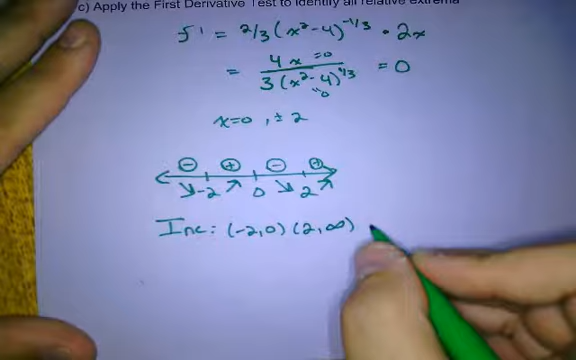 c) Apply the First Derivative Test to identify all relative extrema
f' = 2/3 (x²-4)^-1/3 · 2x
= 4x =0 / 3(x²-4)^1/3 =0 = 0
x=0, ±2
⊖ ⊕ ⊖ ⊕
↘ -2 ↗ 0 ↘ 2 ↗
Inc: (-2,0) (2,∞)